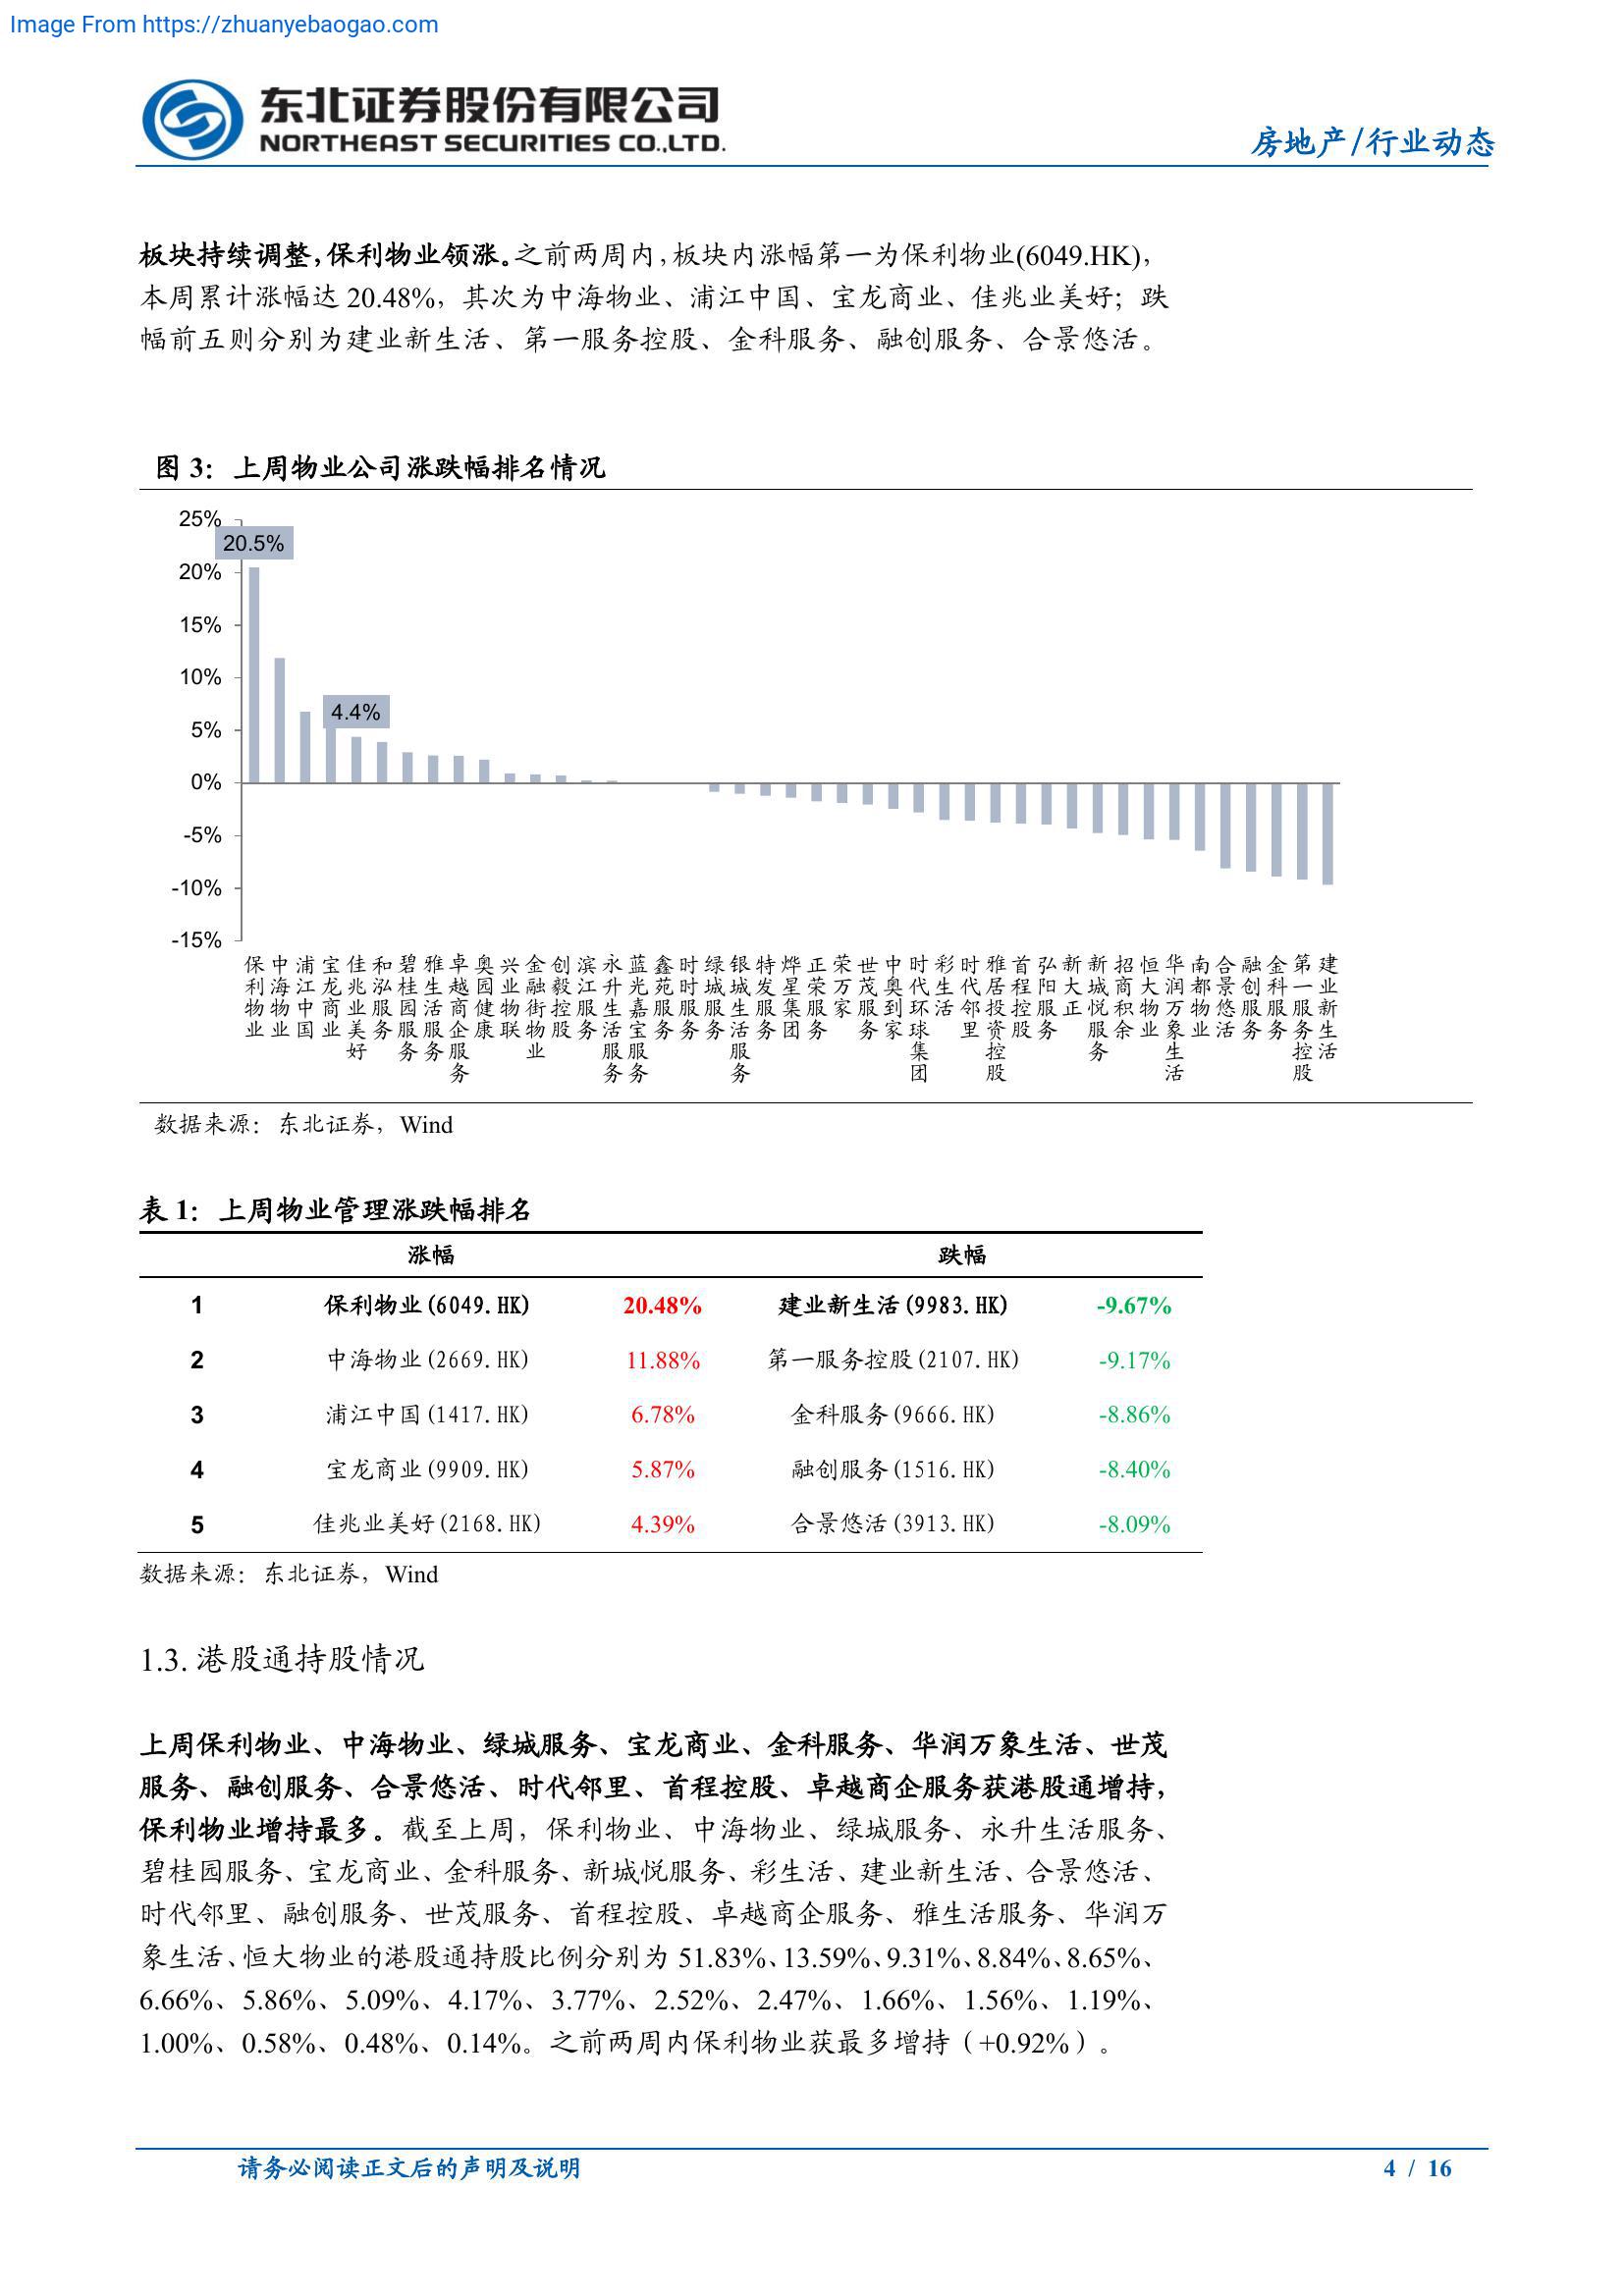 Image From https://zhuanyebaogao.com
东北证券股份有限公司
NORTHEAST SECURITIES CO.,LTD.
房地产/行业动态
板块持续调整，保利物业领涨。之前两周内，板块内涨幅第一为保利物业(6049.HK)，
本周累计涨幅达 20.48%，其次为中海物业、浦江中国、宝龙商业、佳兆业美好；跌
幅前五则分别为建业新生活、第一服务控股、金科服务、融创服务、合景悠活。
图 3：上周物业公司涨跌幅排名情况
25%
20.5%
20%
15%
10%
4.4%
5%
0%
-5%
-10%
-15%
保利物业
中海物业
浦江中国
宝龙商业
佳兆业美好
和泓服务
碧桂园服务
雅生活服务
卓越商企服务
奥园健康
兴业物联
金融街物业
创毅控股
滨江服务
永升生活服务
蓝光嘉宝服务
鑫苑服务
时时服务
绿城服务
银城生活服务
特发服务
烨星集团
正荣服务
荣万家
世茂服务
中奥到家
时代环球集团
彩生活
时代邻里
雅居投资控股
首程控股
弘阳服务
新大正
新城悦服务
招商积余
恒大物业
华润万象生活
南都物业
合景悠活
融创服务
金科服务
第一服务控股
建业新生活
数据来源：东北证券，Wind
表 1：上周物业管理涨跌幅排名
涨幅 跌幅
1 保利物业(6049.HK) 20.48% 建业新生活(9983.HK) -9.67%
2 中海物业(2669.HK) 11.88% 第一服务控股(2107.HK) -9.17%
3 浦江中国(1417.HK) 6.78% 金科服务(9666.HK) -8.86%
4 宝龙商业(9909.HK) 5.87% 融创服务(1516.HK) -8.40%
5 佳兆业美好(2168.HK) 4.39% 合景悠活(3913.HK) -8.09%
数据来源：东北证券，Wind
1.3. 港股通持股情况
上周保利物业、中海物业、绿城服务、宝龙商业、金科服务、华润万象生活、世茂
服务、融创服务、合景悠活、时代邻里、首程控股、卓越商企服务获港股通增持，
保利物业增持最多。截至上周，保利物业、中海物业、绿城服务、永升生活服务、
碧桂园服务、宝龙商业、金科服务、新城悦服务、彩生活、建业新生活、合景悠活、
时代邻里、融创服务、世茂服务、首程控股、卓越商企服务、雅生活服务、华润万
象生活、恒大物业的港股通持股比例分别为 51.83%、13.59%、9.31%、8.84%、8.65%、
6.66%、5.86%、5.09%、4.17%、3.77%、2.52%、2.47%、1.66%、1.56%、1.19%、
1.00%、0.58%、0.48%、0.14%。之前两周内保利物业获最多增持（+0.92%）。
请务必阅读正文后的声明及说明
4 / 16